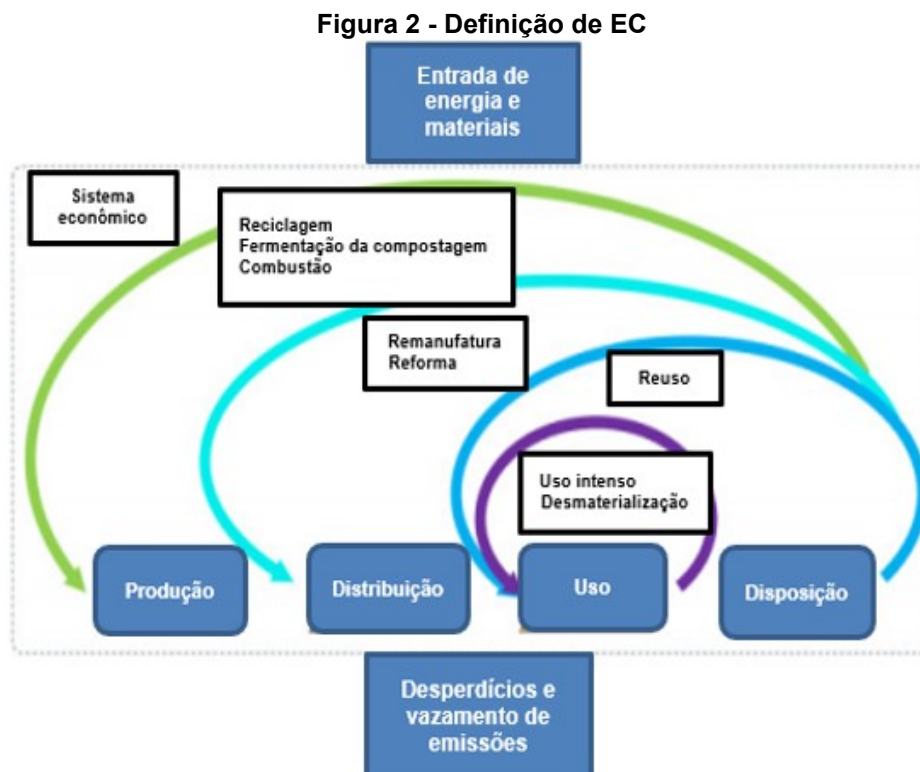 Figura 2 - Definição de EC
Entrada de
energia e
materiais
Sistema
econômico
Reciclagem
Fermentação da compostagem
Combustão
Remanufatura
Reforma
Reuso
Uso intenso
Desmaterialização
Produção
Distribuição
Uso
Disposição
Desperdícios e
vazamento de
emissões